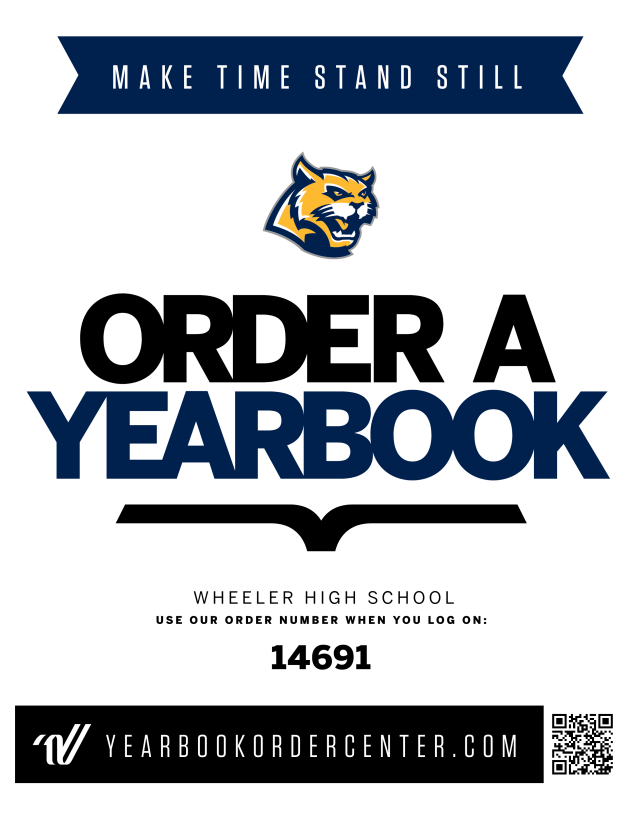 MAKE TIME STAND STILL
ORDER A
YEARBOOK
WHEELER HIGH SCHOOL
USE OUR ORDER NUMBER WHEN YOU LOG ON:
14691
YEARBOOKORDERCENTER.COM